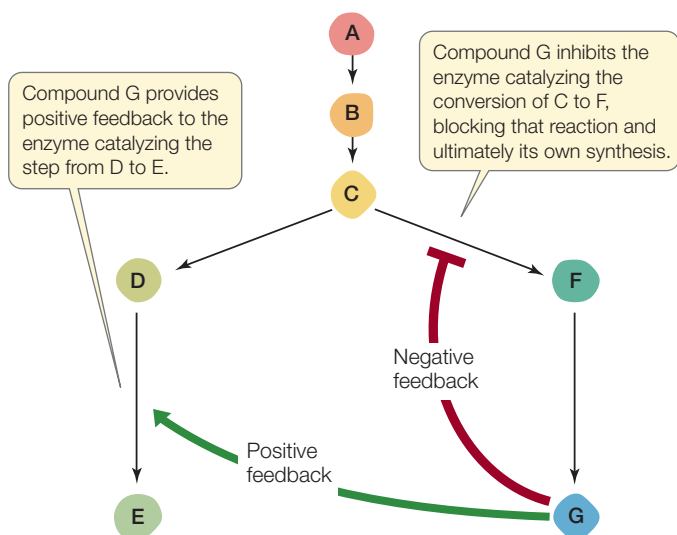 A
Compound G inhibits the
enzyme catalyzing the
conversion of C to F,
blocking that reaction and
ultimately its own synthesis.
Compound G provides
positive feedback to the
enzyme catalyzing the
step from D to E.
B
C
D
F
Negative
feedback
Positive
feedback
E
G